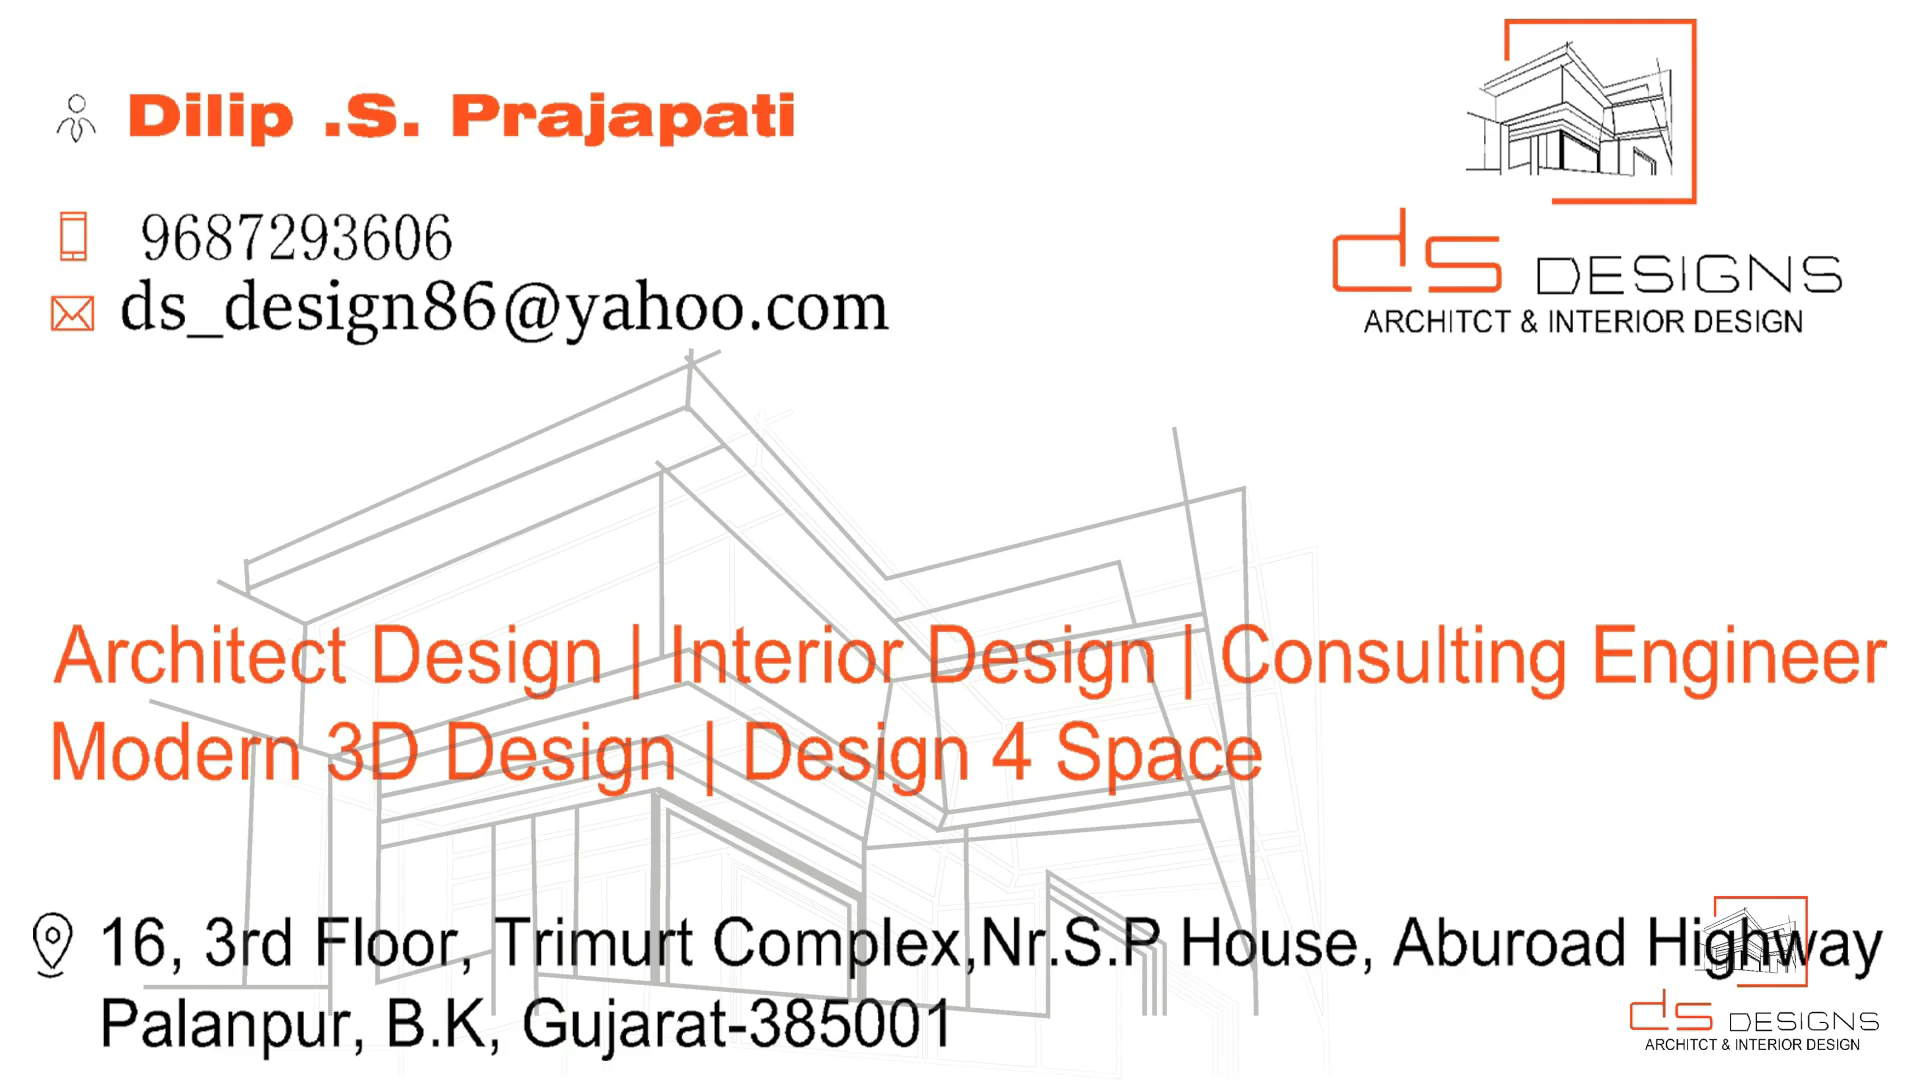 Dilip .S. Prajapati
9687293606
ds_design86@yahoo.com
ds DESIGNS
ARCHITCT & INTERIOR DESIGN
Architect Design | Interior Design | Consulting Engineer
Modern 3D Design | Design 4 Space
16, 3rd Floor, Trimurt Complex,Nr.S.P House, Aburoad Highway
Palanpur, B.K, Gujarat-385001
ds DESIGNS
ARCHITCT & INTERIOR DESIGN